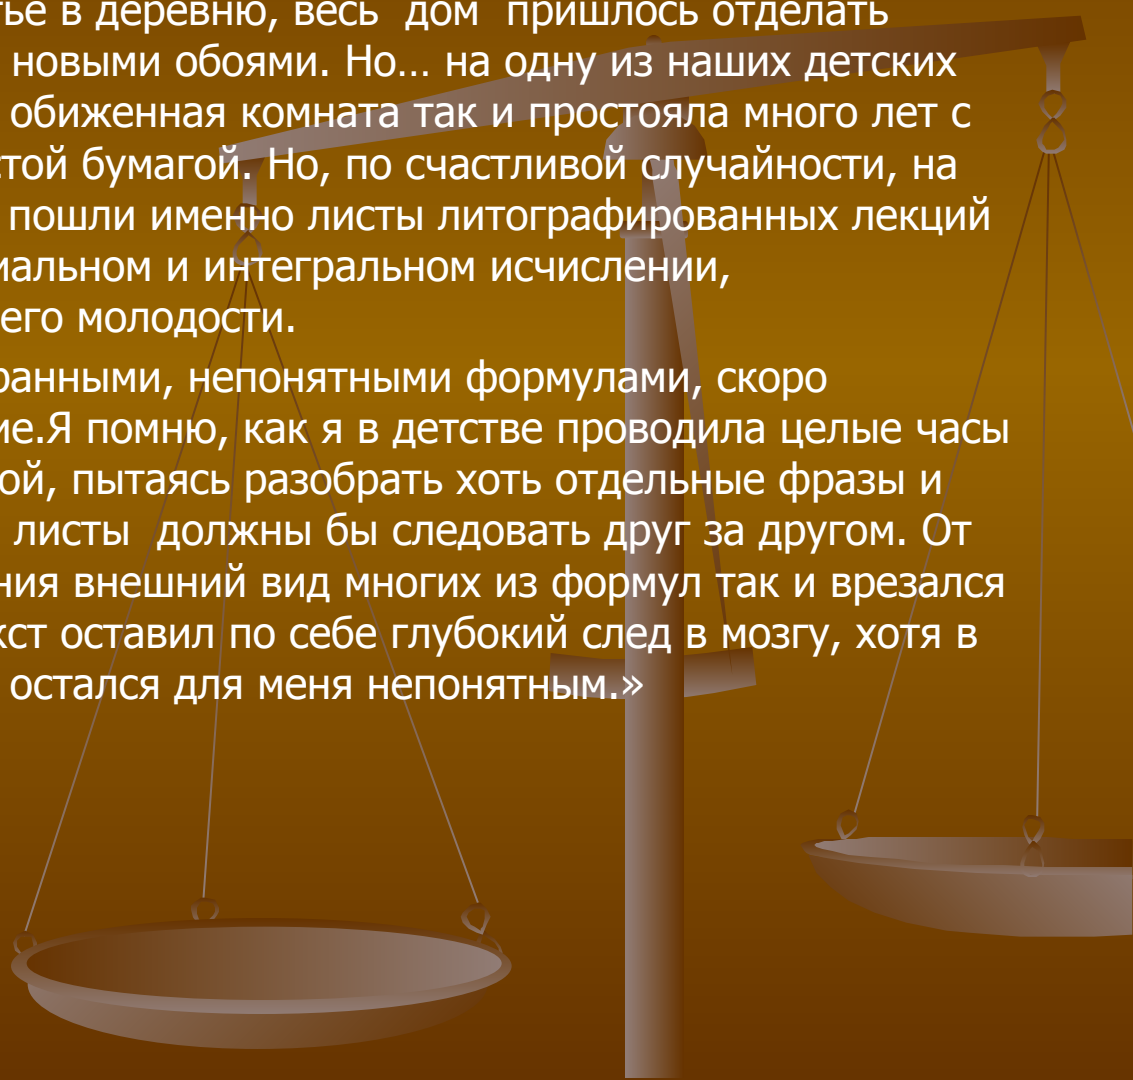 тье в деревню, весь  дом  пришлось отделать
новыми обоями. Но… на одну из наших детских
обиженная комната так и простояла много лет с
стой бумагой. Но, по счастливой случайности, на
пошли именно листы литографированных лекций
иальном и интегральном исчислении,
его молодости.
ранными, непонятными формулами, скоро
ие.Я помню, как я в детстве проводила целые часы
ой, пытаясь разобрать хоть отдельные фразы и
листы  должны бы следовать друг за другом. От
ния внешний вид многих из формул так и врезался
кст оставил по себе глубокий след в мозгу, хотя в
остался для меня непонятным.»